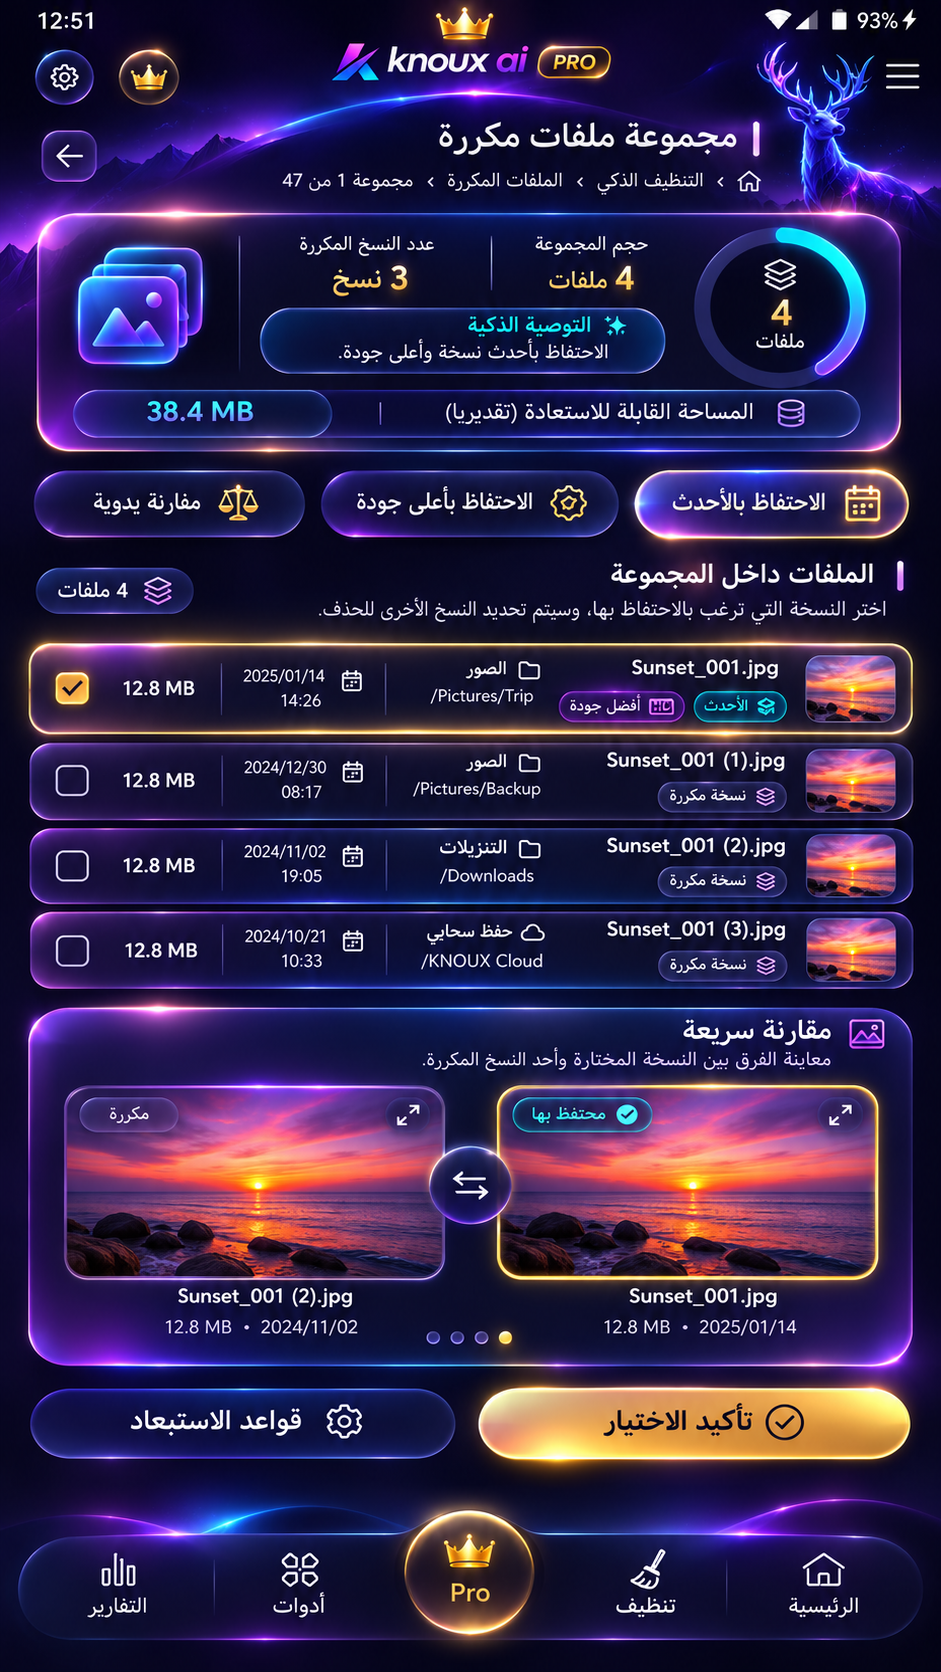 12:51
93%
knoux ai PRO
مجموعة ملفات مكررة
التنظيف الذكي › الملفات المكررة › مجموعة 1 من 47
4
ملفات
حجم المجموعة
4 ملفات
عدد النسخ المكررة
3 نسخ
التوصية الذكية
الاحتفاظ بأحدث نسخة وأعلى جودة.
المساحة القابلة للاستعادة (تقديريا)
38.4 MB
الاحتفاظ بالأحدث
الاحتفاظ بأعلى جودة
مقارنة يدوية
الملفات داخل المجموعة
4 ملفات
اختر النسخة التي ترغب بالاحتفاظ بها، وسيتم تحديد النسخ الأخرى للحذف.
Sunset_001.jpg
الأحدث
أفضل جودة
الصور
/Pictures/Trip
2025/01/14
14:26
12.8 MB
Sunset_001 (1).jpg
نسخة مكررة
الصور
/Pictures/Backup
2024/12/30
08:17
12.8 MB
Sunset_001 (2).jpg
نسخة مكررة
التنزيلات
/Downloads
2024/11/02
19:05
12.8 MB
Sunset_001 (3).jpg
نسخة مكررة
حفظ سحابي
/KNOUX Cloud
2024/10/21
10:33
12.8 MB
مقارنة سريعة
معاينة الفرق بين النسخة المختارة وأحد النسخ المكررة.
محتفظ بها
مكررة
Sunset_001.jpg
12.8 MB • 2025/01/14
Sunset_001 (2).jpg
12.8 MB • 2024/11/02
تأكيد الاختيار
قواعد الاستبعاد
الرئيسية
تنظيف
Pro
أدوات
التقارير